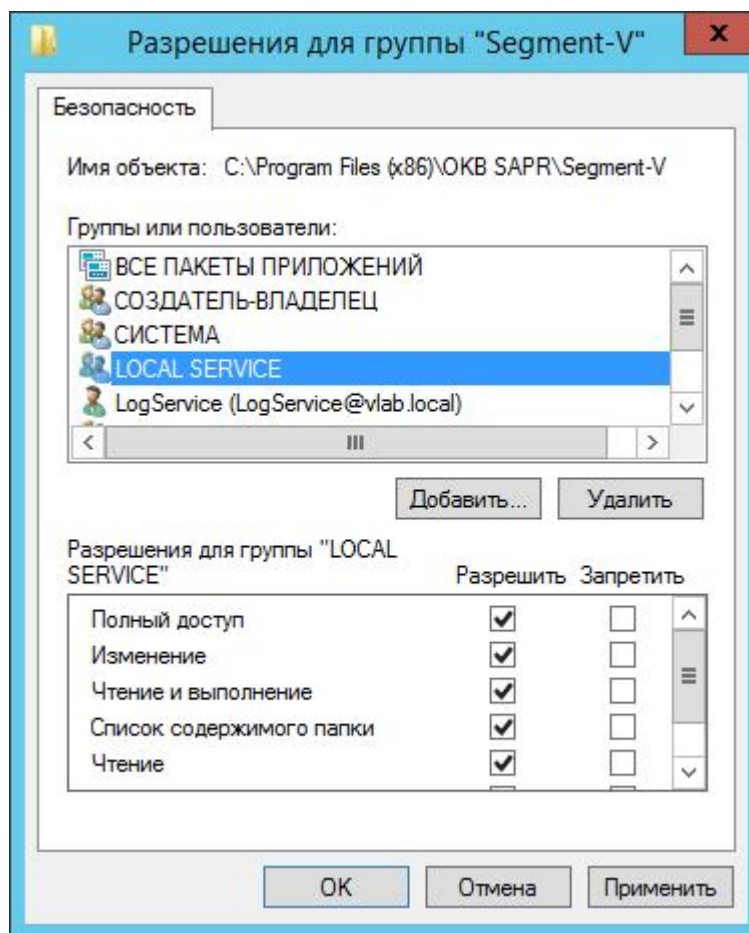 Разрешения для группы "Segment-V"
Безопасность
Имя объекта: C:\Program Files (x86)\OKB SAPR\Segment-V
Группы или пользователи:
ВСЕ ПАКЕТЫ ПРИЛОЖЕНИЙ
СОЗДАТЕЛЬ-ВЛАДЕЛЕЦ
СИСТЕМА
LOCAL SERVICE
LogService (LogService@vlab.local)
Добавить... Удалить
Разрешения для группы "LOCAL
SERVICE" Разрешить Запретить
Полный доступ
Изменение
Чтение и выполнение
Список содержимого папки
Чтение
OK Отмена Применить